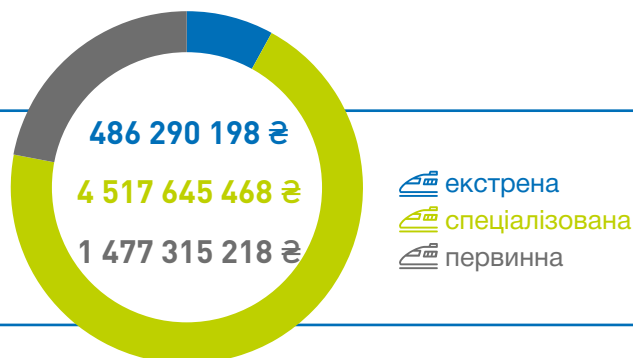 486 290 198 ₴
4 517 645 468 ₴
1 477 315 218 ₴
екстрена
спеціалізована
первинна